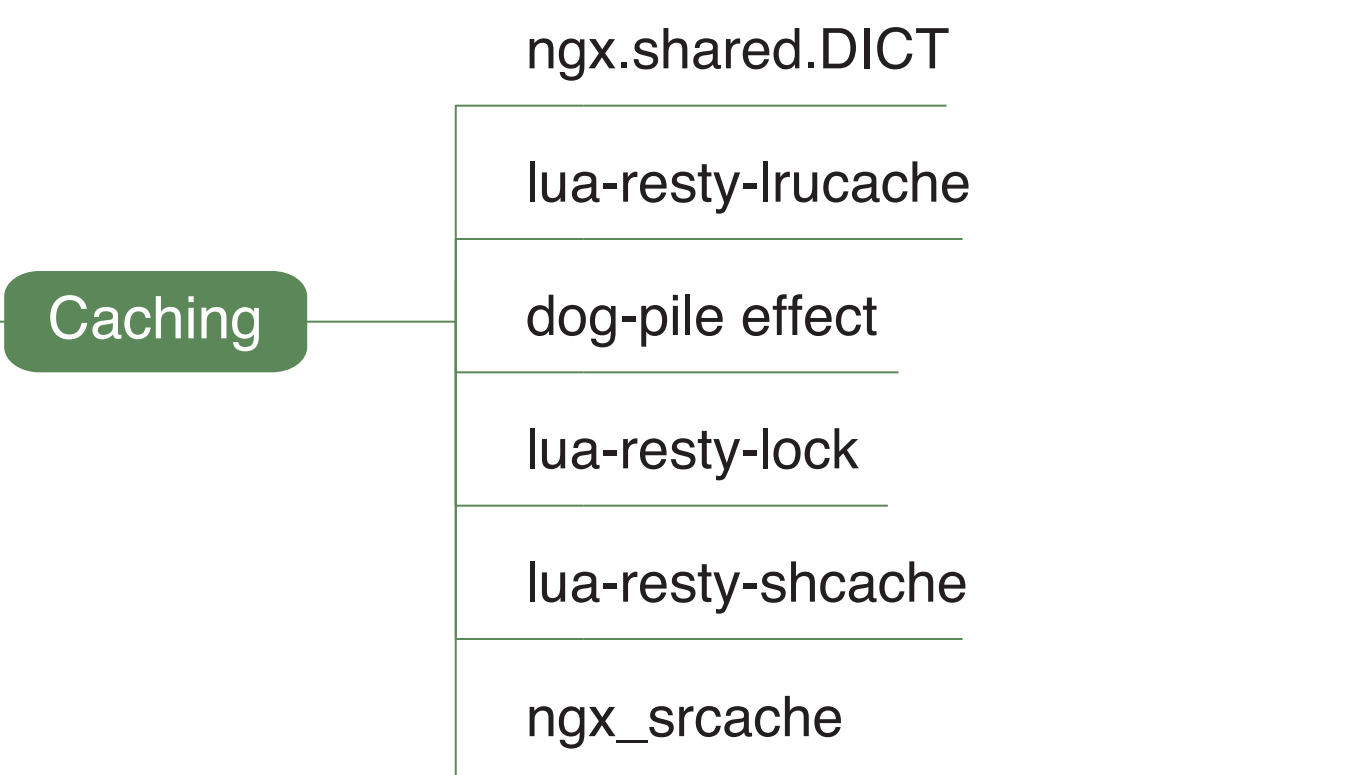 ngx.shared.DICT
lua-resty-lrucache
dog-pile effect
Caching
lua-resty-lock
lua-resty-shcache
ngx_srcache